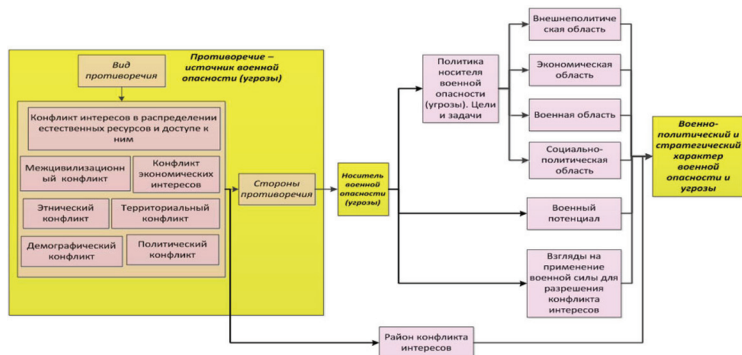 Противоречие –
источник военной
опасности (угрозы)
Вид
противоречия
Конфликт интересов в распределении
естественных ресурсов и доступе к
ним
Межцивилизационн
ый конфликт
Конфликт
экономических
интересов
Этнический
конфликт
Территориальный
конфликт
Демографический
конфликт
Политический
конфликт
Стороны
противоречия
Носитель
военной
опасности
(угрозы)
Политика
носителя
военной
опасности
(угрозы). Цели
и задачи
Внешнеполитиче
ская область
Экономическая
область
Военная область
Социально-
политическая
область
Военный
потенциал
Взгляды на
применение
военной силы для
разрешения
конфликта
интересов
Район конфликта
интересов
Военно-
политический и
стратегический
характер
военной
опасности и
угрозы